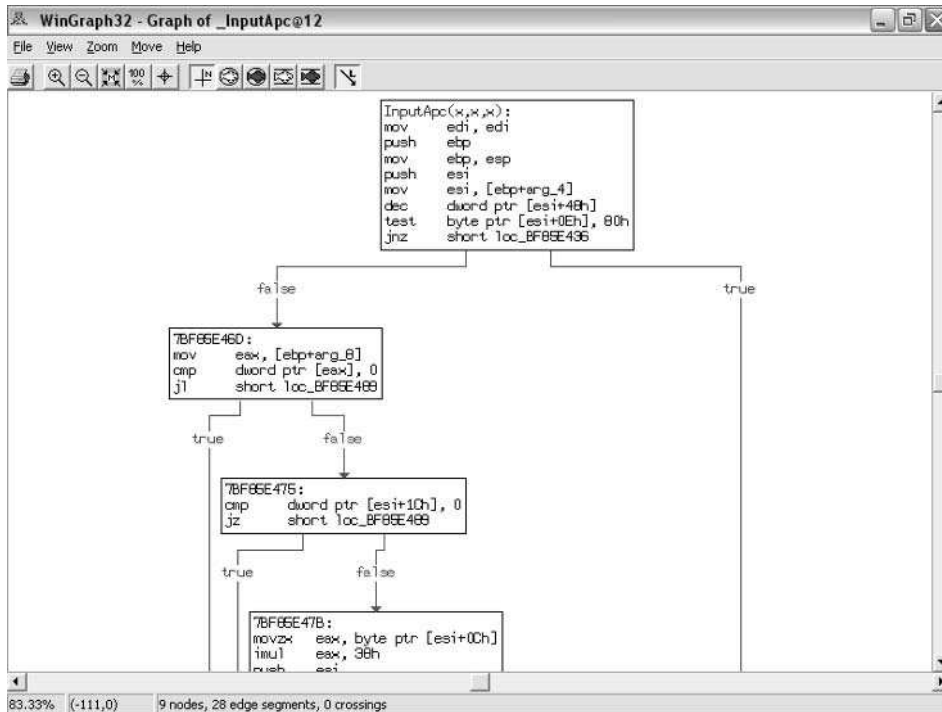 WinGraph32 - Graph of _InputApc@12
File View Zoom Move Help
100 %
InputApc(x,x,x):
mov edi, edi
push ebp
mov ebp, esp
push esi
mov esi, [ebp+arg_4]
dec dword ptr [esi+48h]
test byte ptr [esi+0Eh], 80h
jnz short loc_BF85E436
false
true
7BF85E46D:
mov eax, [ebp+arg_8]
cmp dword ptr [eax], 0
jl short loc_BF85E489
true
false
7BF85E475:
cmp dword ptr [esi+1Ch], 0
jz short loc_BF85E489
true
false
7BF85E47B:
movzx eax, byte ptr [esi+0Ch]
imul eax, 38h
push esi
83.33% (-111,0) 9 nodes, 28 edge segments, 0 crossings